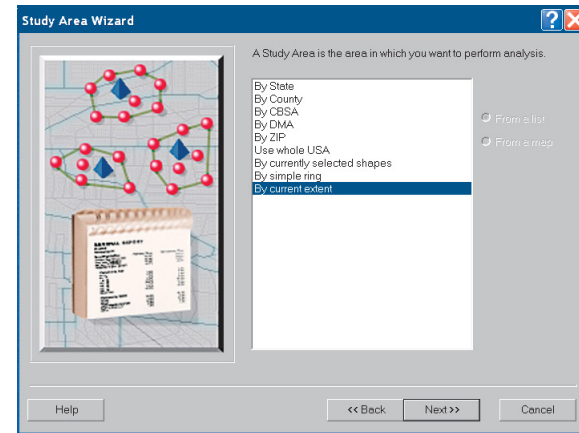 Study Area Wizard
A Study Area is the area in which you want to perform analysis.
By State
By County
By CBSA
By DMA
By ZIP
Use whole USA
By currently selected shapes
By simple ring
By current extent
From a list
From a map
Help
<< Back
Next >>
Cancel